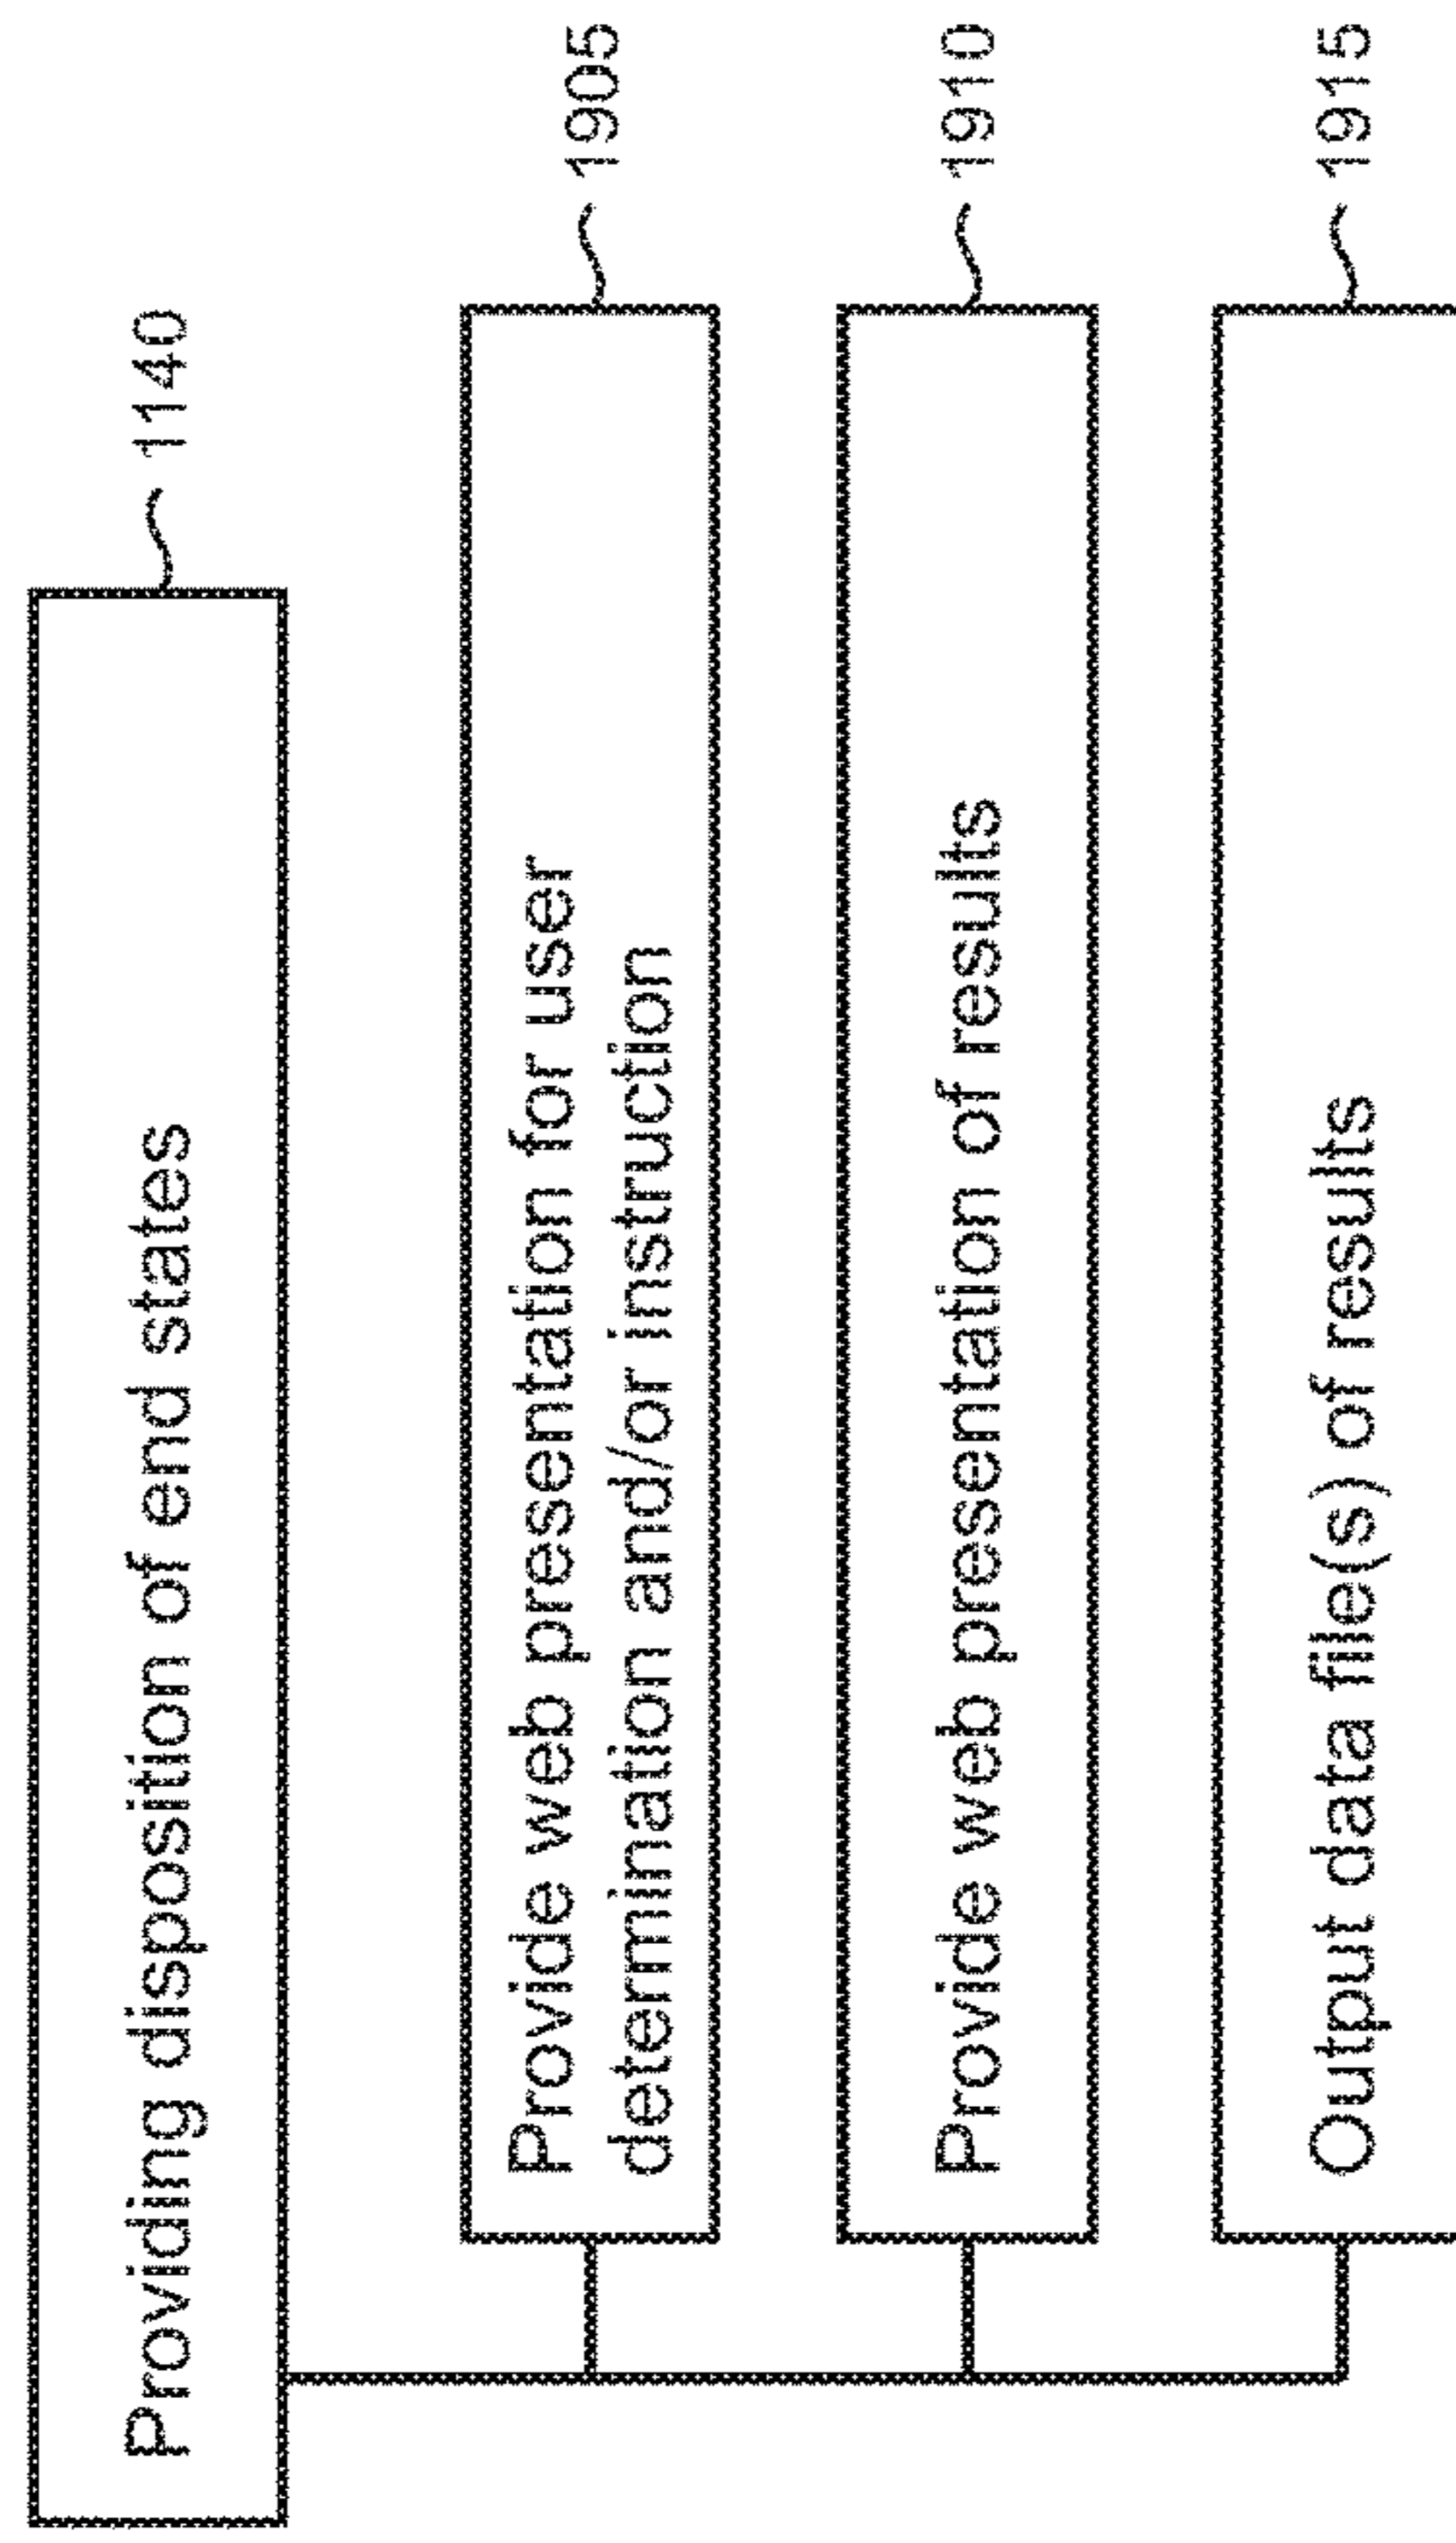 Providing disposition of end states
1140
Provide web presentation for user
determination and/or instruction
1905
Provide web presentation of results
1910
Output data file(s) of results
1915